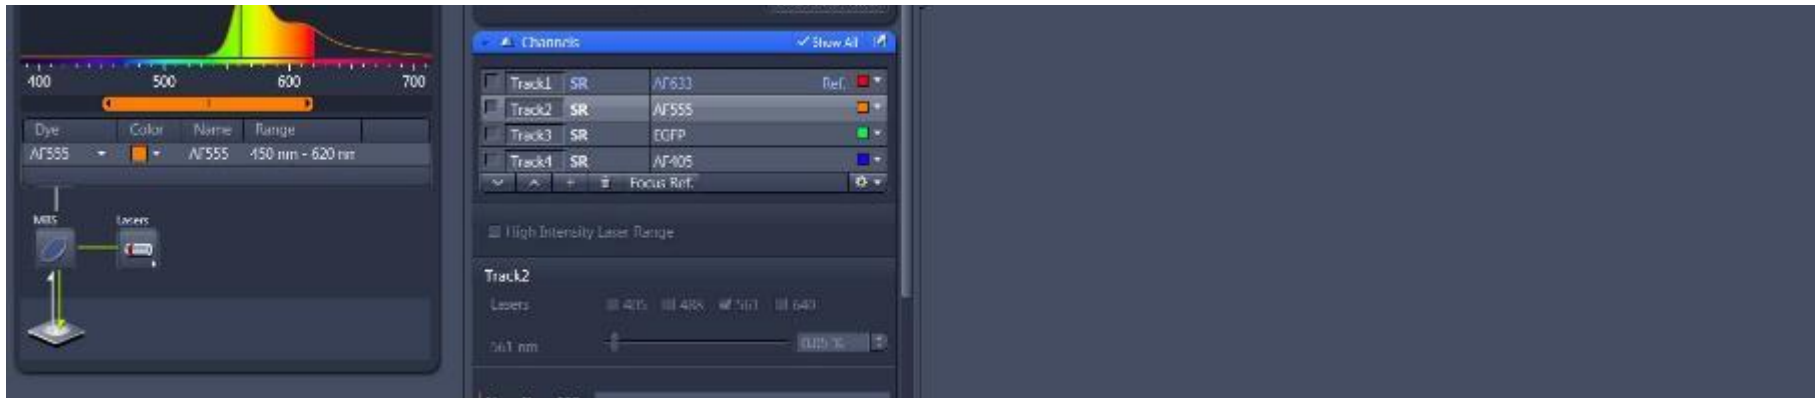 Channels
Show All
400 500 600 700
Track1 SR AF633 Ref.
Track2 SR AF555
Track3 SR EGFP
Track4 SR AF405
Focus Ref.
Dye Color Name Range
AF555 AF555 450 nm - 620 nm
MBS Lasers
High Intensity Laser Range
Track2
Lasers 405 488 561 640
561 nm 0.05 %